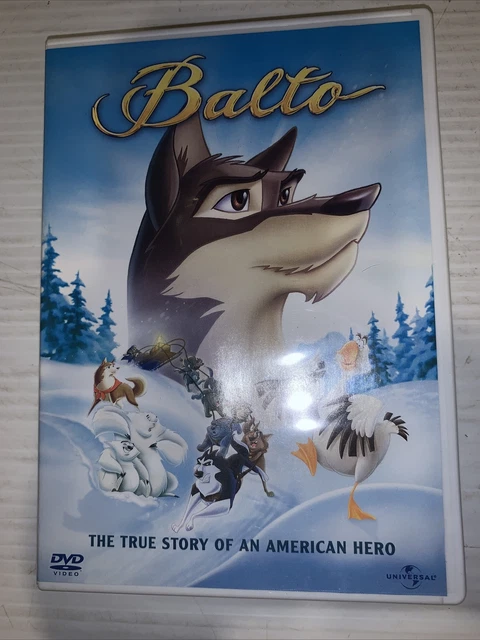 Balto
THE TRUE STORY OF AN AMERICAN HERO
DVD
VIDEO
UNIVERSAL